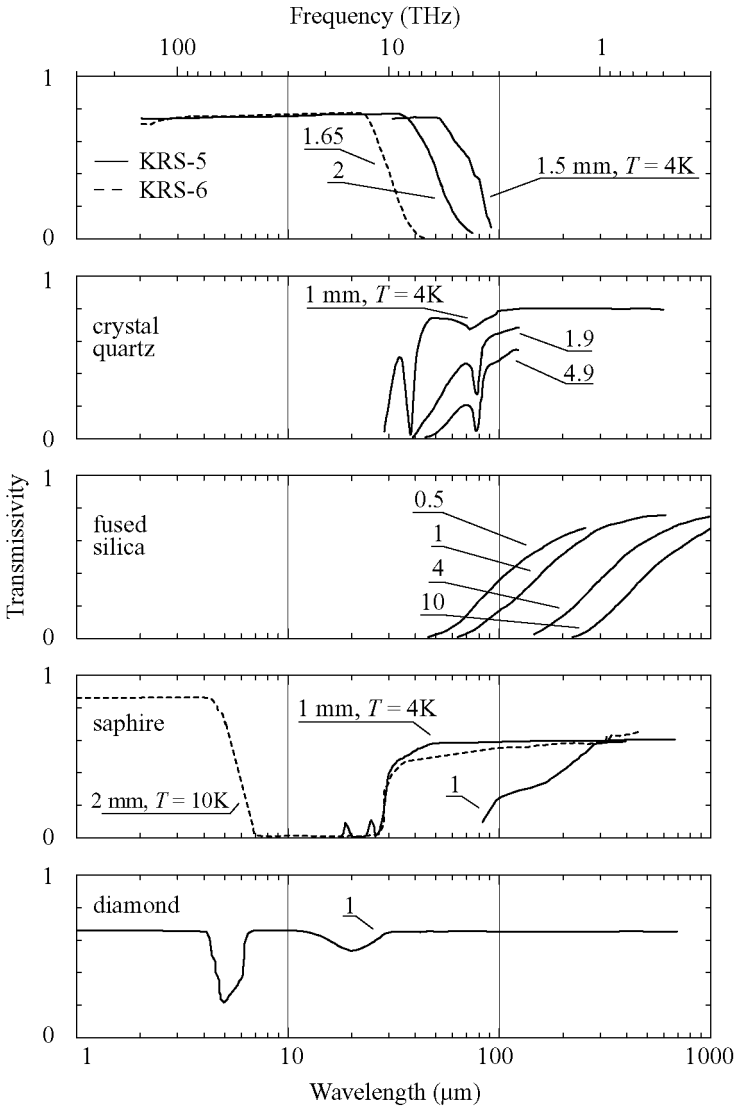 Frequency (THz)
100 10 1
1
1.65
KRS-5
2
1.5 mm, T = 4K
KRS-6
0
1
1 mm, T = 4K
crystal
quartz
1.9
4.9
0
1
0.5
fused
silica
1
4
10
0
Transmissivity
1
saphire
1 mm, T = 4K
2 mm, T = 10K
1
0
1
diamond
1
0
1 10 100 1000
Wavelength (µm)